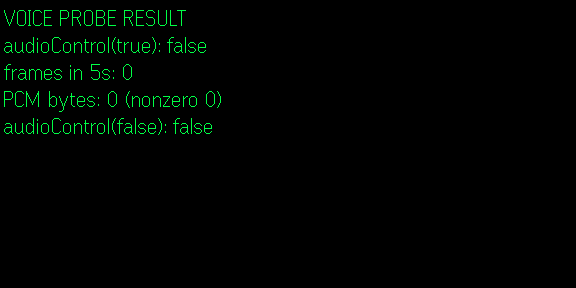 VOICE PROBE RESULT
audioControl(true): false
frames in 5s: 0
PCM bytes: 0 (nonzero 0)
audioControl(false): false